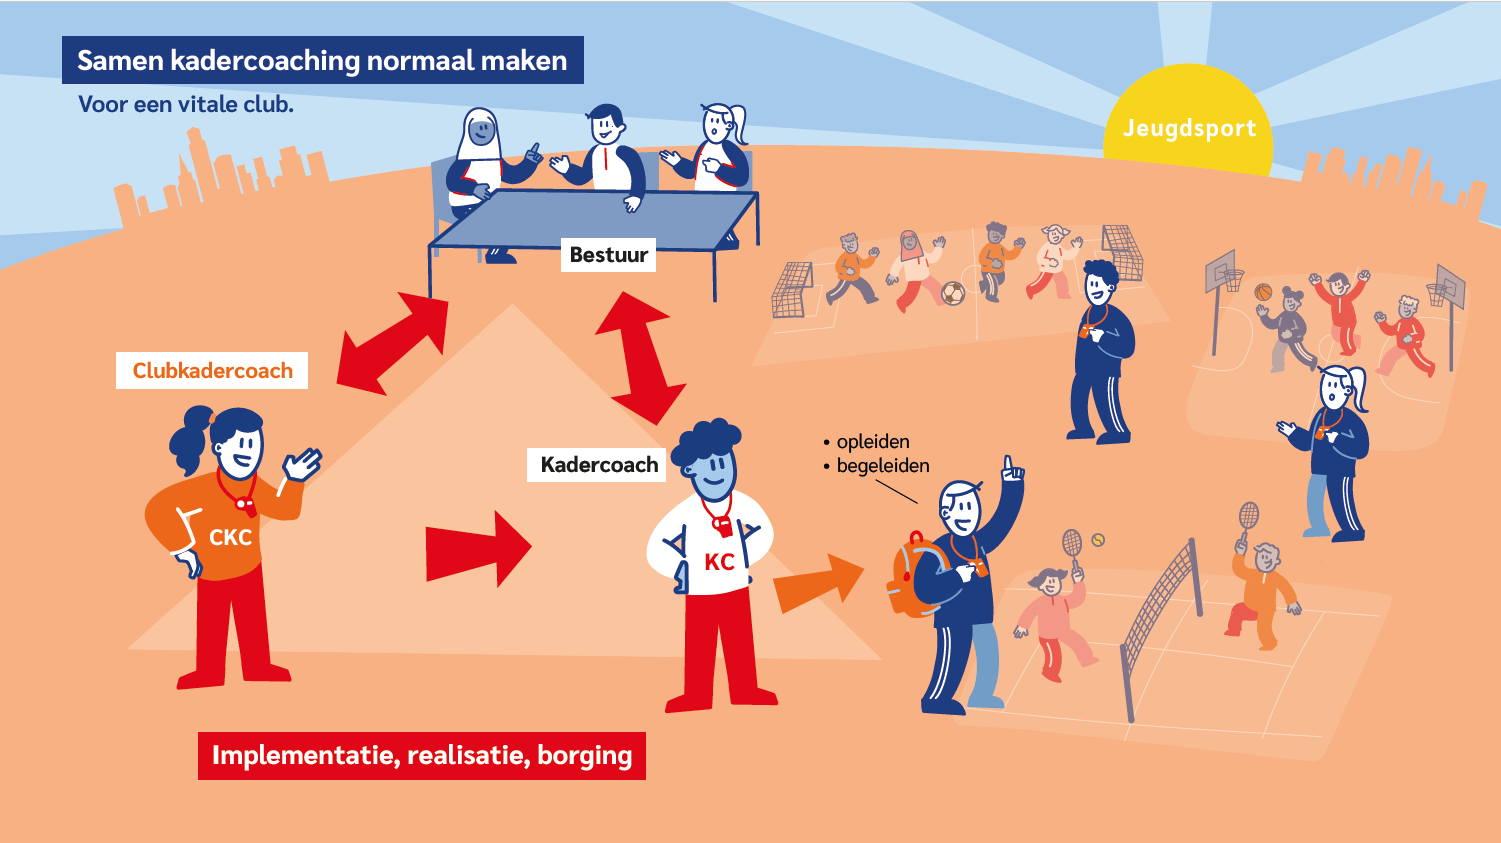 Samen kadercoaching normaal maken
Voor een vitale club.
Jeugdsport
Bestuur
Clubkadercoach
Kadercoach
• opleiden
• begeleiden
CKC
KC
Implementatie, realisatie, borging